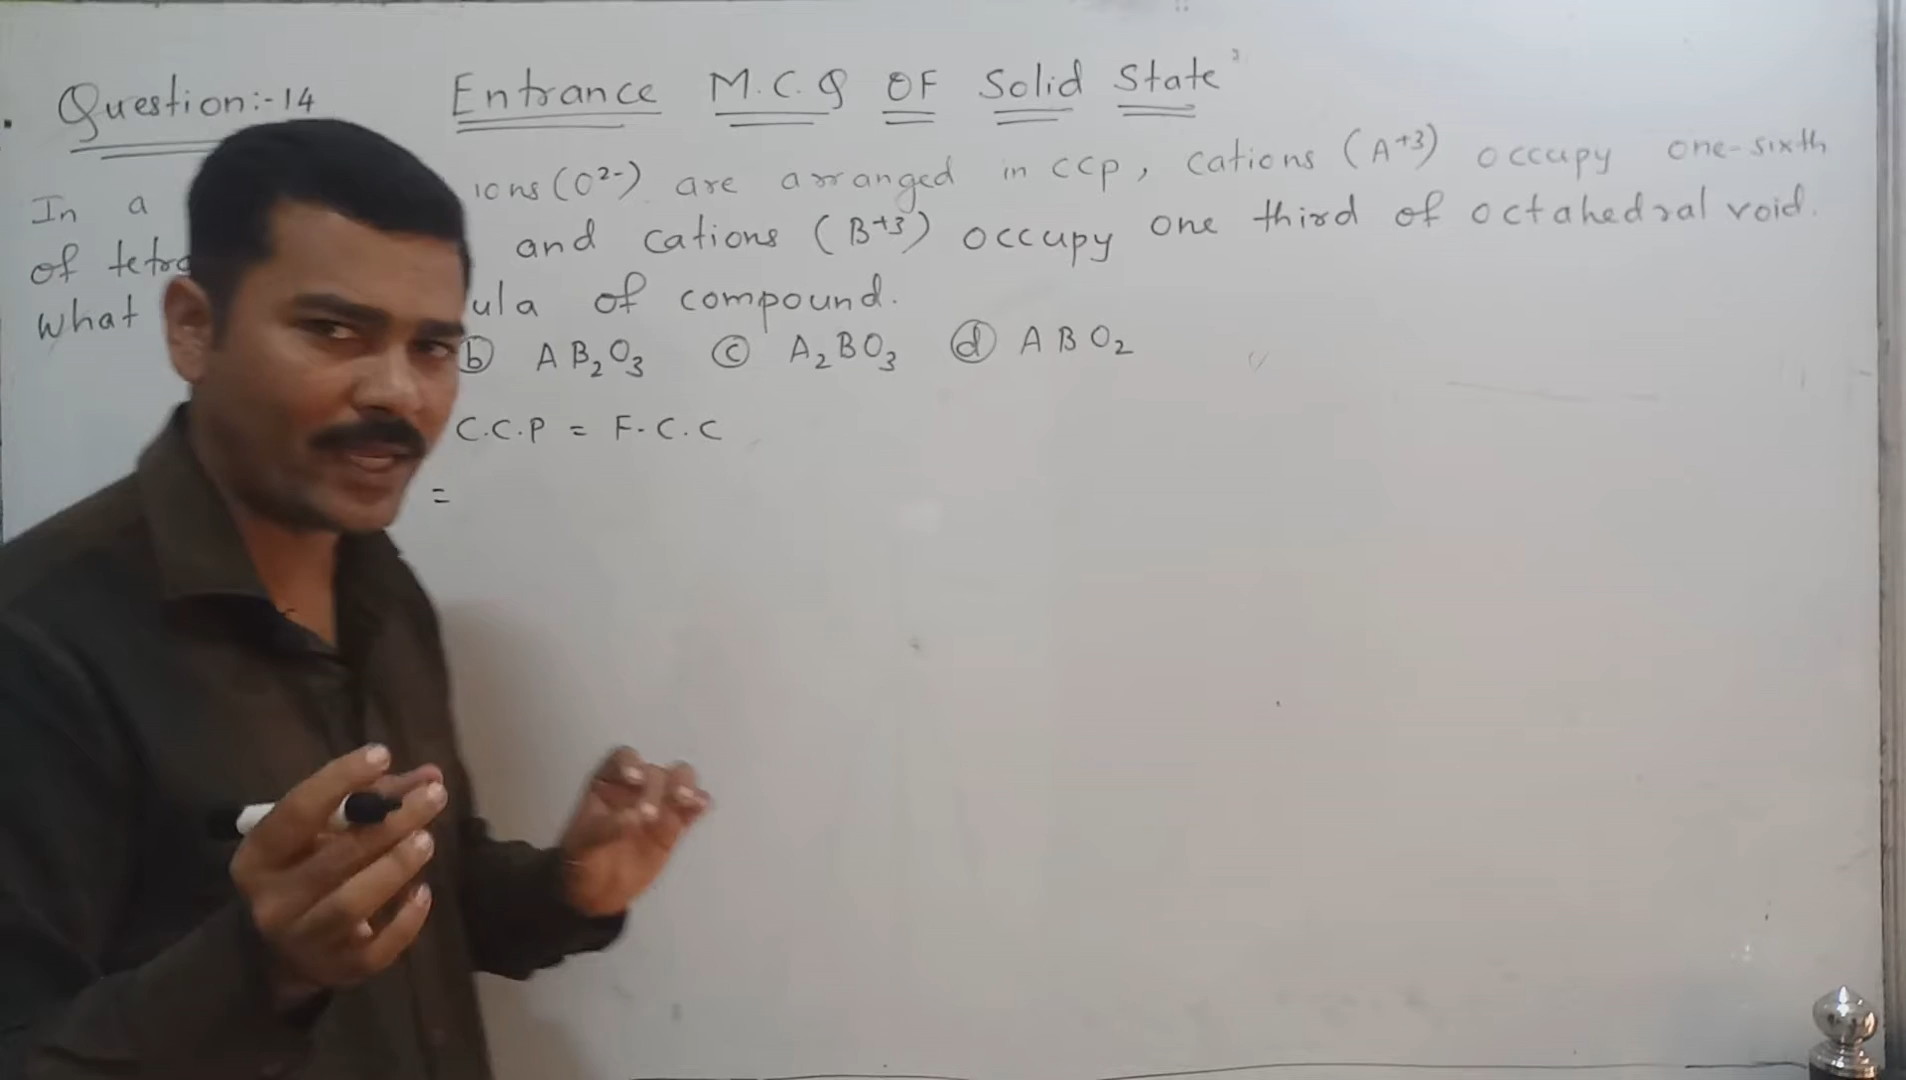 Question:-14 Entrance M.C.Q OF Solid State
In a ions (O²⁻) are arranged in ccp, cations (A⁺³) occupy one-sixth
of tetra and cations (B⁺³) occupy one third of octahedral void.
what ula of compound.
ⓑ AB₂O₃ ⓒ A₂BO₃ ⓓ ABO₂
C.C.P = F.C.C
=